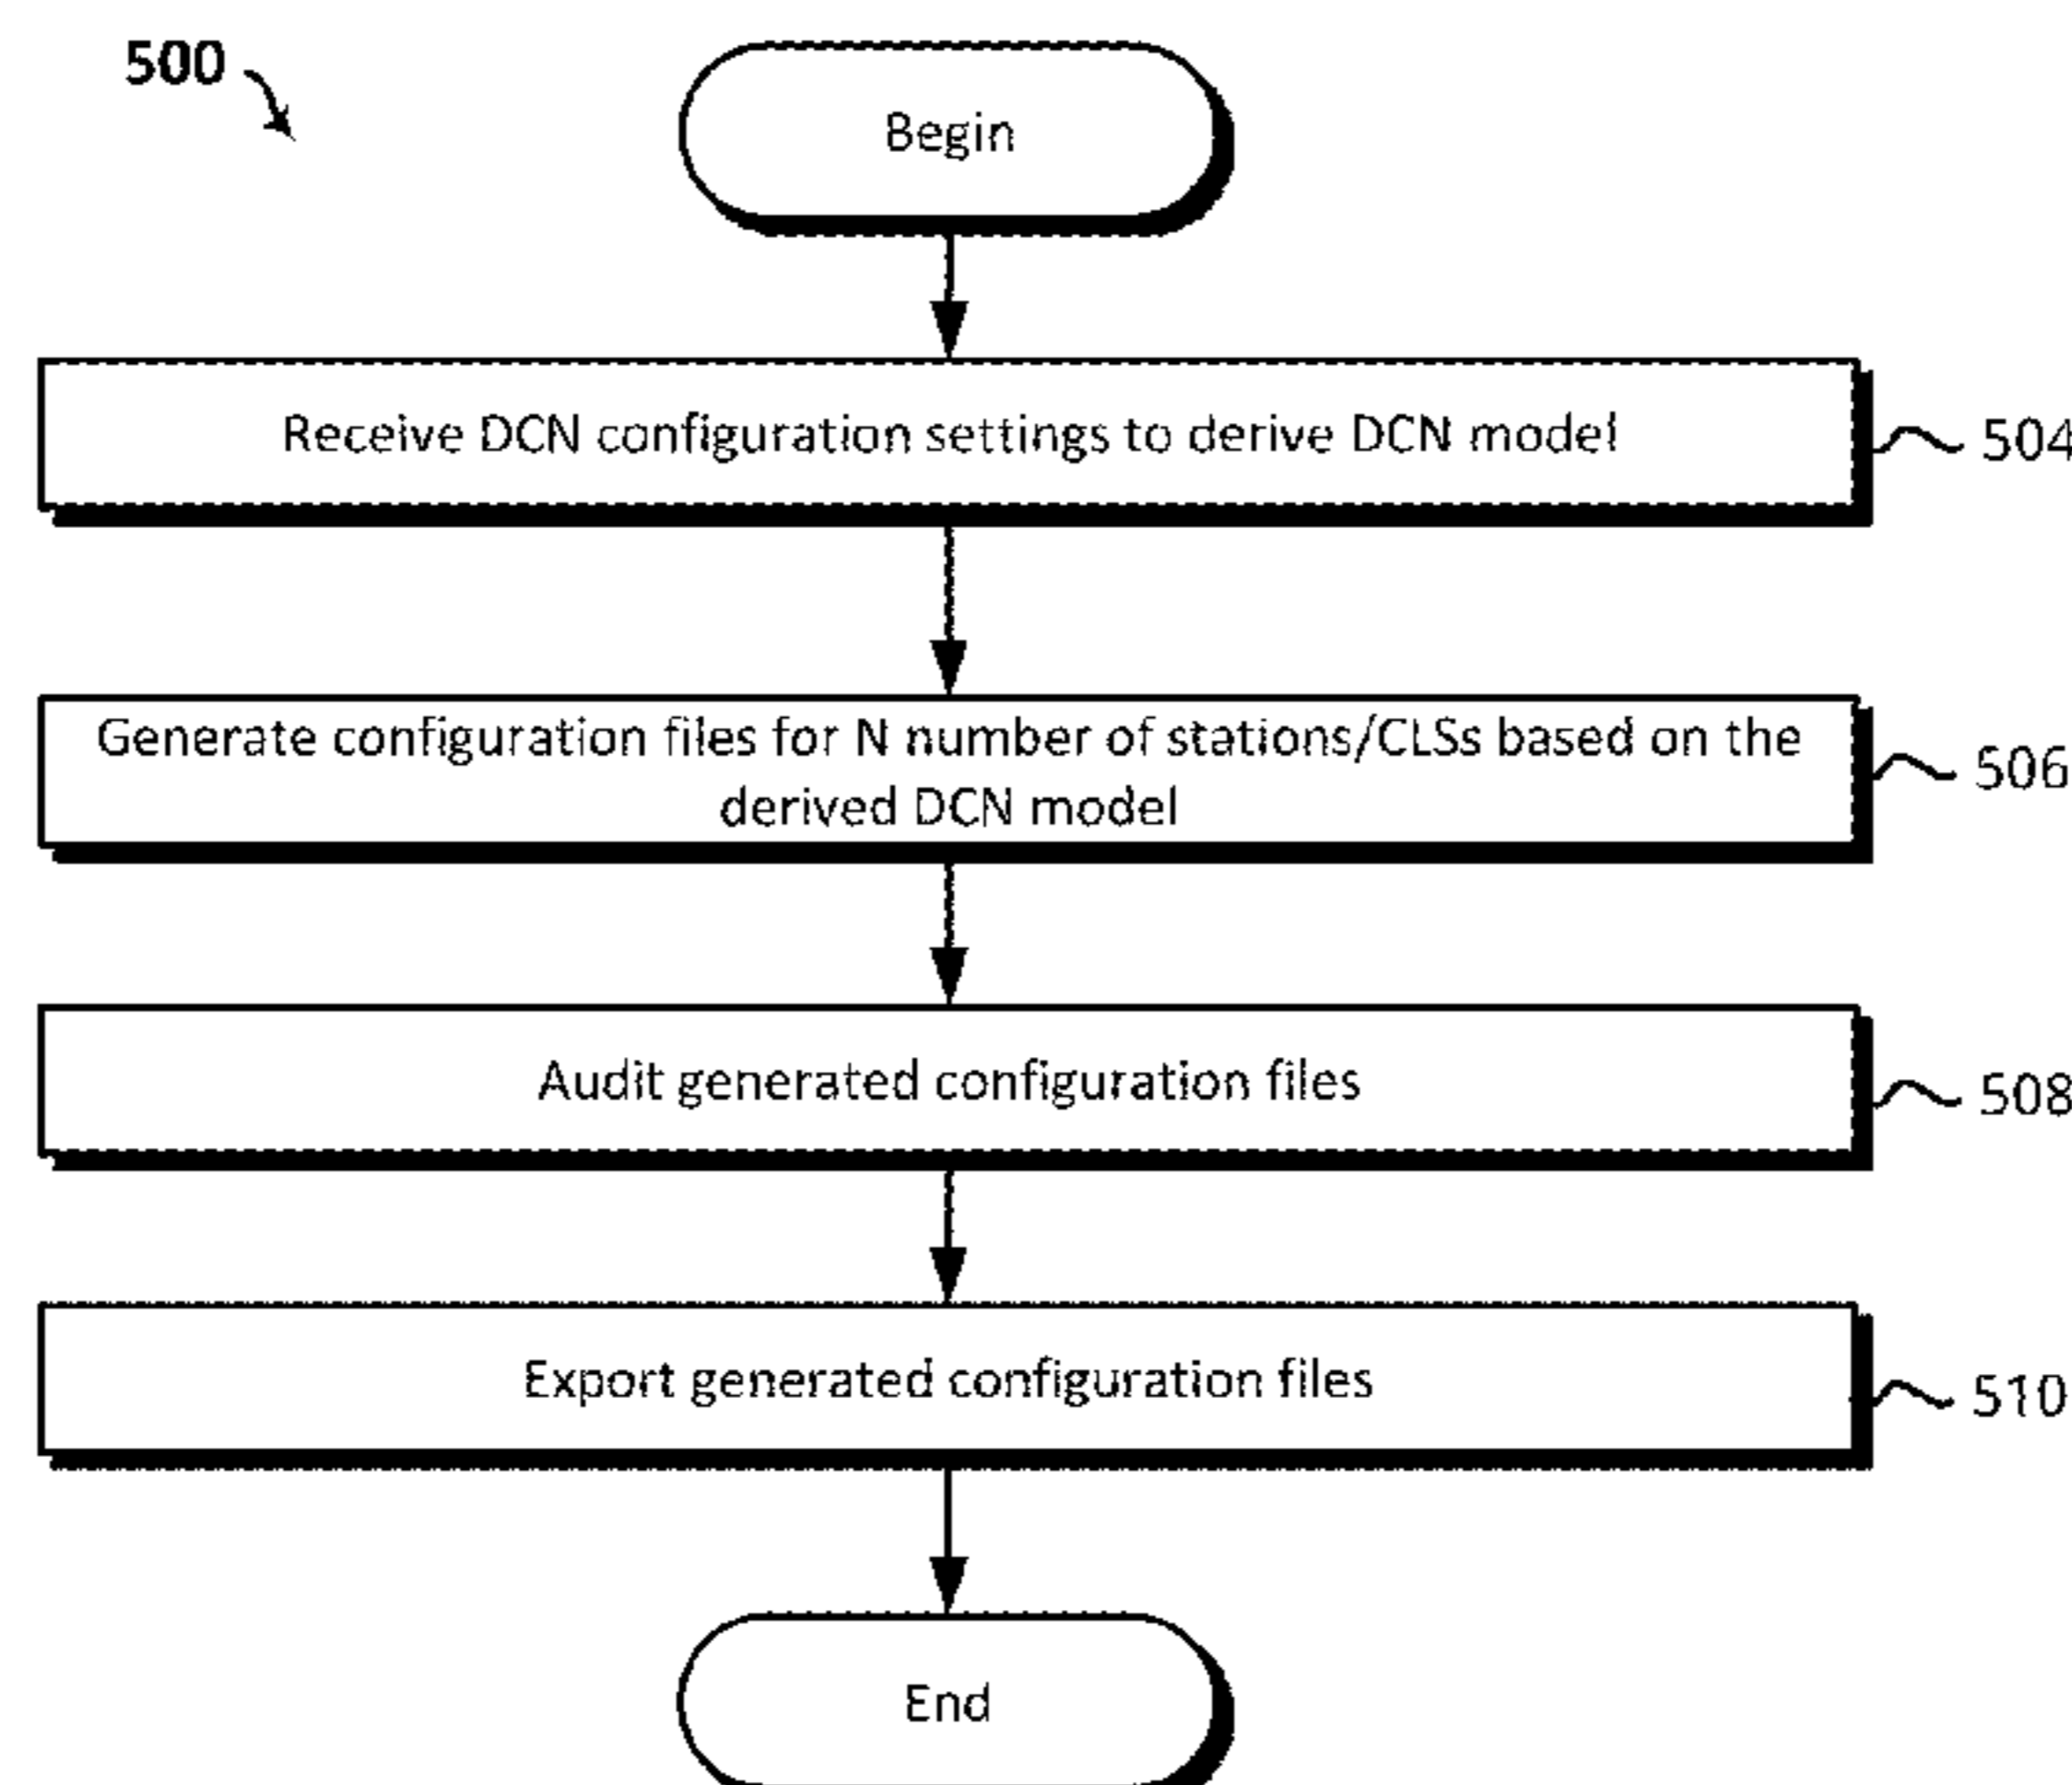 500
Begin
Receive DCN configuration settings to derive DCN model
504
Generate configuration files for N number of stations/CLSs based on the
derived DCN model
506
Audit generated configuration files
508
Export generated configuration files
510
End